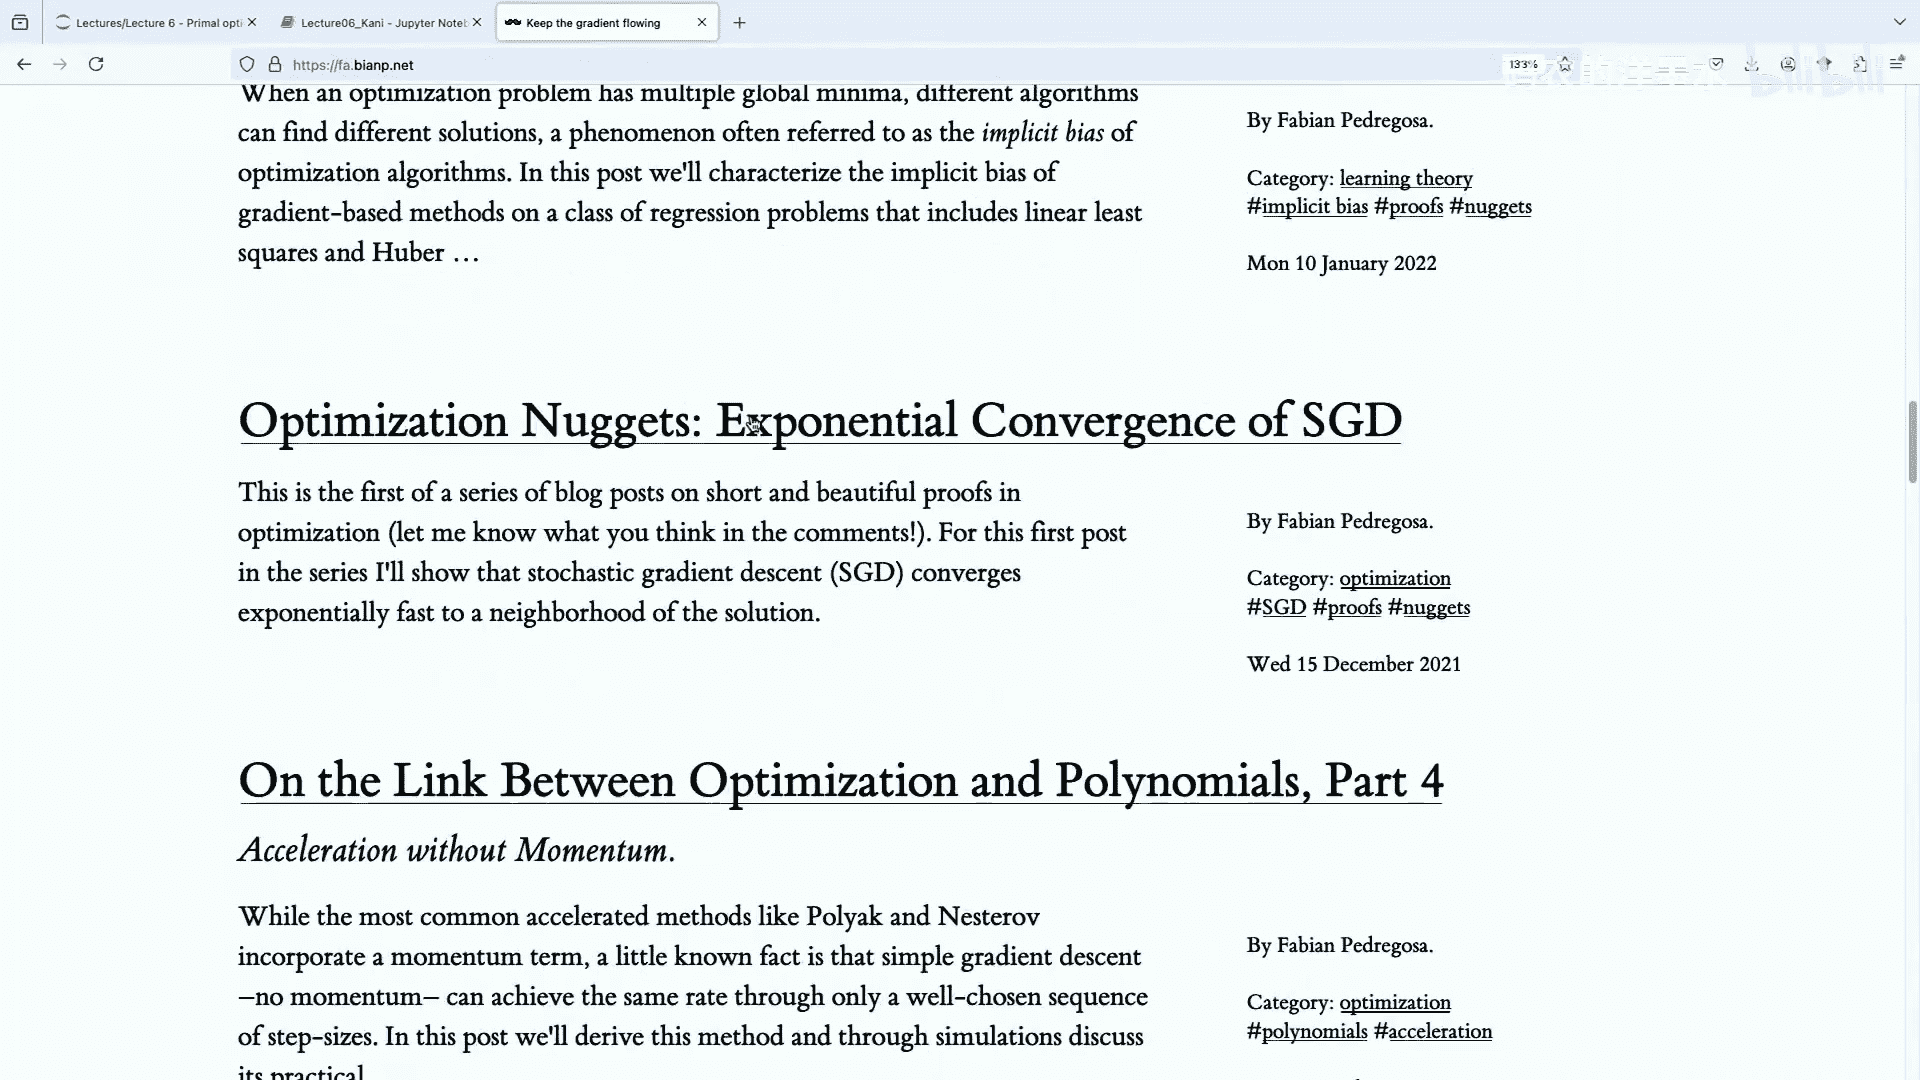 Lectures/Lecture 6 - Primal opti
Lecture06_Kani - Jupyter Note
Keep the gradient flowing
https://fa.bianp.net
133%
When an optimization problem has multiple global minima, different algorithms
can find different solutions, a phenomenon often referred to as the implicit bias of
optimization algorithms. In this post we'll characterize the implicit bias of
gradient-based methods on a class of regression problems that includes linear least
squares and Huber …
By Fabian Pedregosa.
Category: learning theory
#implicit bias #proofs #nuggets
Mon 10 January 2022
Optimization Nuggets: Exponential Convergence of SGD
This is the first of a series of blog posts on short and beautiful proofs in
optimization (let me know what you think in the comments!). For this first post
in the series I'll show that stochastic gradient descent (SGD) converges
exponentially fast to a neighborhood of the solution.
By Fabian Pedregosa.
Category: optimization
#SGD #proofs #nuggets
Wed 15 December 2021
On the Link Between Optimization and Polynomials, Part 4
Acceleration without Momentum.
While the most common accelerated methods like Polyak and Nesterov
incorporate a momentum term, a little known fact is that simple gradient descent
—no momentum— can achieve the same rate through only a well-chosen sequence
of step-sizes. In this post we'll derive this method and through simulations discuss
its practical
By Fabian Pedregosa.
Category: optimization
#polynomials #acceleration